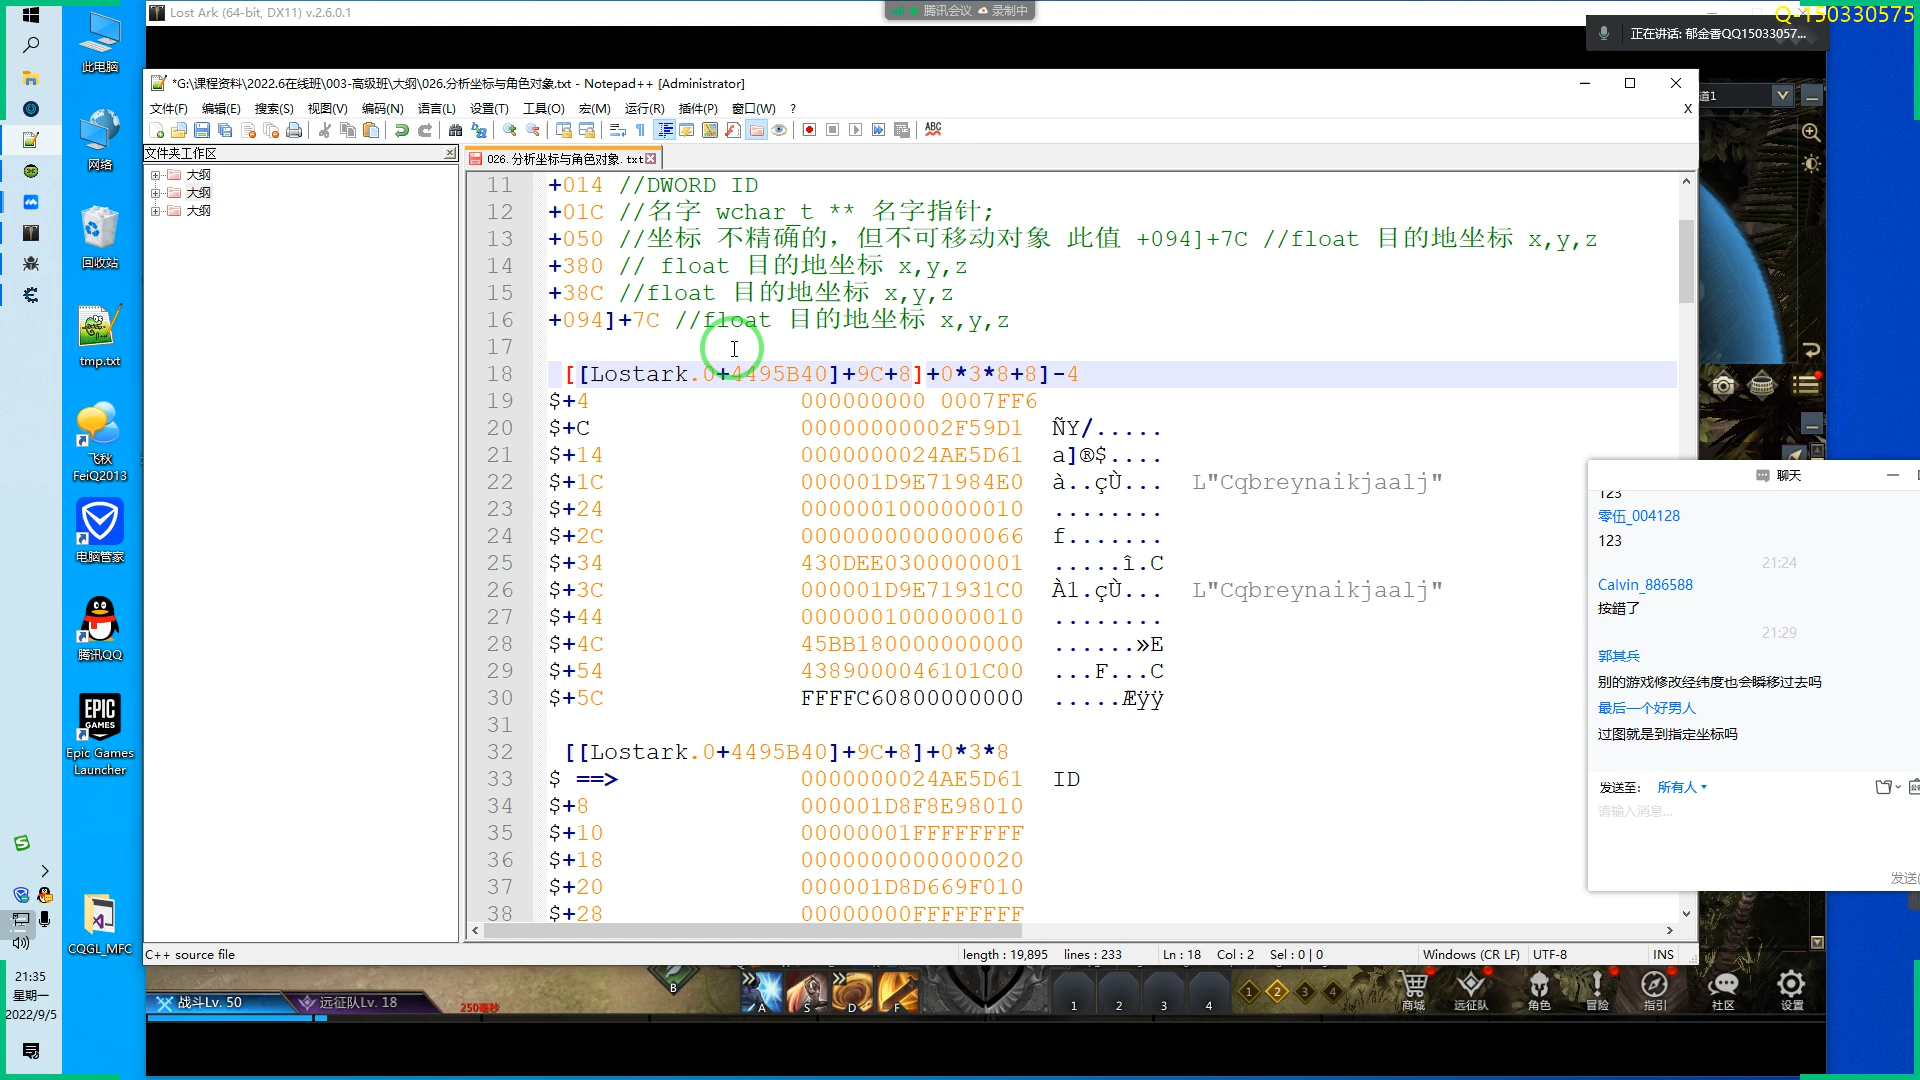 Lost Ark (64-bit, DX11) v.2.6.0.1
腾讯会议 录制中
Q-150330575
正在讲话: 郁金香QQ15033057...
此电脑
网络
回收站
tmp.txt
飞秋
FeiQ2013
电脑管家
腾讯QQ
EPIC
GAMES
Epic Games
Launcher
CQGL_MFC
21:35
星期一
2022/9/5
*G:\课程资料\2022.6在线班\003-高级班\大纲\026.分析坐标与角色对象.txt - Notepad++ [Administrator]
文件(F) 编辑(E) 搜索(S) 视图(V) 编码(N) 语言(L) 设置(T) 工具(O) 宏(M) 运行(R) 插件(P) 窗口(W) ? X
文件夹工作区
大纲
大纲
大纲
026.分析坐标与角色对象.txt
11 +014 //DWORD ID
12 +01C //名字 wchar_t ** 名字指针;
13 +050 //坐标 不精确的，但不可移动对象 此值 +094]+7C //float 目的地坐标 x,y,z
14 +380 // float 目的地坐标 x,y,z
15 +38C //float 目的地坐标 x,y,z
16 +094]+7C //float 目的地坐标 x,y,z
17
18 [[Lostark.0+4495B40]+9C+8]+0*3*8+8]-4
19 $+4 000000000 0007FF6
20 $+C 00000000002F59D1 ÑY/.....
21 $+14 0000000024AE5D61 a]®$....
22 $+1C 000001D9E71984E0 à..çÙ... L"Cqbreynaikjaalj"
23 $+24 0000001000000010 ........
24 $+2C 0000000000000066 f.......
25 $+34 430DEE0300000001 .....î.C
26 $+3C 000001D9E71931C0 À1.çÙ... L"Cqbreynaikjaalj"
27 $+44 0000001000000010 ........
28 $+4C 45BB180000000000 ......»E
29 $+54 4389000046101C00 ...F...C
30 $+5C FFFFC60800000000 .....Æÿÿ
31
32 [[Lostark.0+4495B40]+9C+8]+0*3*8
33 $ ==> 0000000024AE5D61 ID
34 $+8 000001D8F8E98010
35 $+10 00000001FFFFFFFF
36 $+18 0000000000000020
37 $+20 000001D8D669F010
38 $+28 00000000FFFFFFFF
C++ source file length : 19,895 lines : 233 Ln : 18 Col : 2 Sel : 0 | 0 Windows (CR LF) UTF-8 INS
道1
聊天
123
零伍_004128
123
21:24
Calvin_886588
按錯了
21:29
郭其兵
别的游戏修改经纬度也会瞬移过去吗
最后一个好男人
过图就是到指定坐标吗
发送至: 所有人
请输入消息...
战斗Lv. 50
远征队Lv. 18
250毫秒
B
A S D F
1 2 3 4
1 2 3 4
商城 远征队 角色 冒险 指引 社区 设置